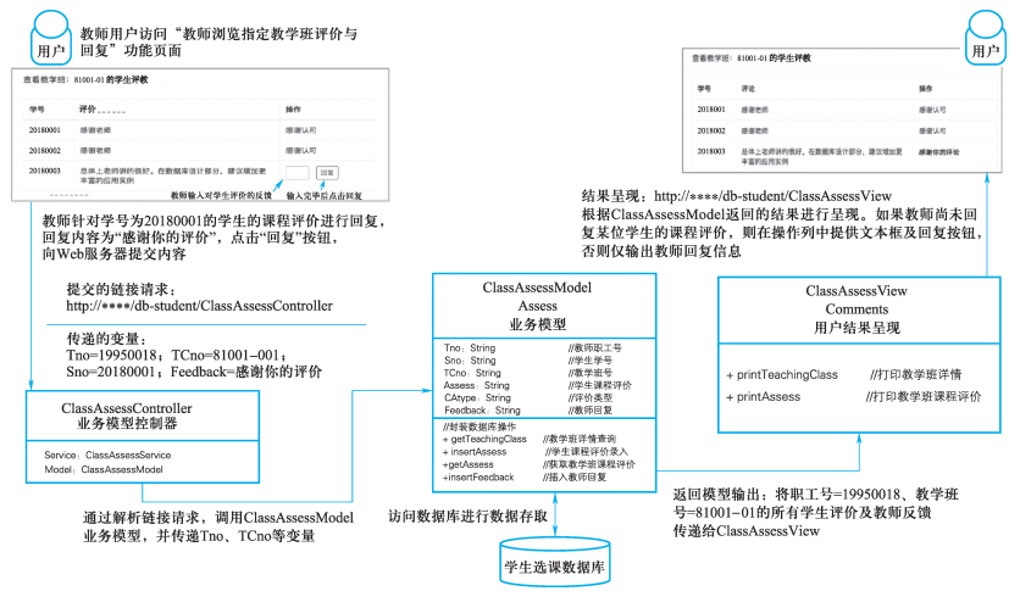 用户
教师用户访问“教师浏览指定教学班评价与
回复”功能页面
查看教学班：81001-01 的学生评教
学号 评价______ 操作
20180001 感谢老师 感谢认可
20180002 感谢老师 感谢认可
20180003 总体上老师讲的很好。在数据库设计部分，建议增加更
丰富的应用实例 回复
教师输入对学生评价的反馈 输入完毕后点击回复
教师针对学号为20180001的学生的课程评价进行回复，
回复内容为“感谢你的评价”，点击“回复”按钮，
向Web服务器提交内容
提交的链接请求：
http://****/db-student/ClassAssessController
传递的变量：
Tno=19950018；TCno=81001-001；
Sno=20180001；Feedback=感谢你的评价
ClassAssessController
业务模型控制器
Service：ClassAssessService
Model：ClassAssessModel
通过解析链接请求，调用ClassAssessModel
业务模型，并传递Tno、TCno等变量
ClassAssessModel
Assess
业务模型
Tno：String //教师职工号
Sno：String //学生学号
TCno：String //教学班号
Assess：String //学生课程评价
CAtype：String //评价类型
Feedback：String //教师回复
//封装数据库操作
+ getTeachingClass //教学班详情查询
+ insertAssess //学生课程评价录入
+getAssess //获取教学班课程评价
+insertFeedback //插入教师回复
访问数据库进行数据存取
学生选课数据库
用户
查看教学班：81001-01 的学生评教
学号 评论 操作
2018001 感谢老师 感谢认可
2018002 感谢老师 感谢认可
2018003 总体上老师讲的很好。在数据库设计部分，建议增加更 感谢你的评论
丰富的应用实例
结果呈现：http://****/db-student/ClassAssessView
根据ClassAssessModel返回的结果进行呈现。如果教师尚未回
复某位学生的课程评价，则在操作列中提供文本框及回复按钮，
否则仅输出教师回复信息
ClassAssessView
Comments
用户结果呈现
+ printTeachingClass //打印教学班详情
+ printAssess //打印教学班课程评价
返回模型输出：将职工号=19950018、教学班
号=81001-01的所有学生评价及教师反馈
传递给ClassAssessView